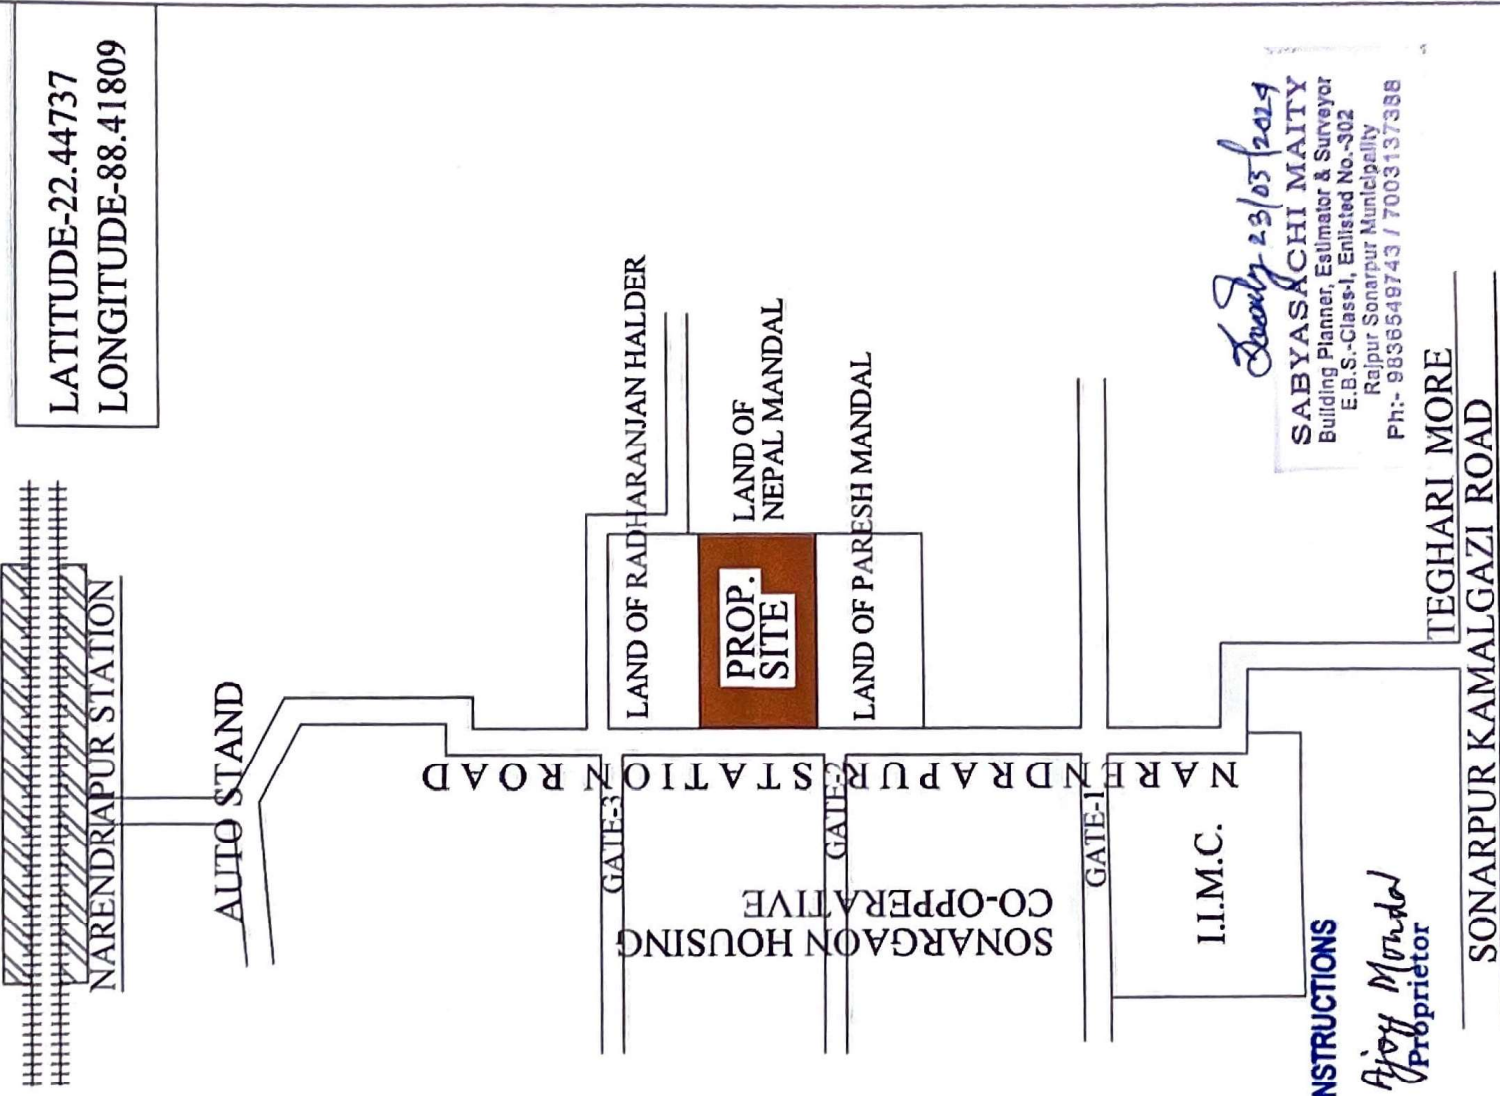 LATITUDE-22.44737
LONGITUDE-88.41809
NARENDRAPUR STATION
AUTO STAND
LAND OF RADHARANJAN HALDER
PROP.
SITE
LAND OF
NEPAL MANDAL
LAND OF PARESH MANDAL
NARENDRAPUR STATION ROAD
GATE-3
GATE-2
GATE-1
SONARGAON HOUSING
CO-OPPERATIVE
I.I.M.C.
TEGHARI MORE
SONARPUR KAMALGAZI ROAD
23/05/2024
SABYASACHI MAITY
Building Planner, Estimator & Surveyor
E.B.S.-Class-I, Enlisted No.-302
Rajpur Sonarpur Municipality
Ph:- 9836549743 / 7003137388
NSTRUCTIONS
Ajoy Mondal
Proprietor